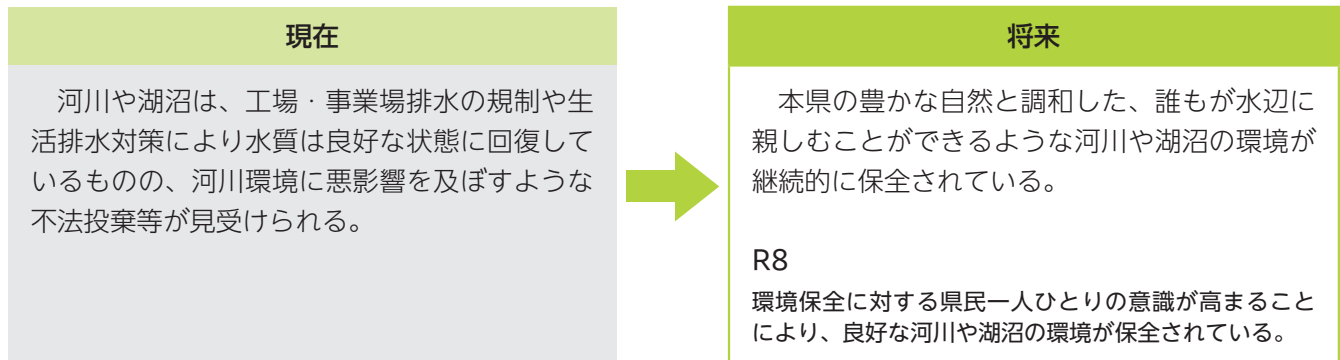 現在
　河川や湖沼は、工場・事業場排水の規制や生
活排水対策により水質は良好な状態に回復して
いるものの、河川環境に悪影響を及ぼすような
不法投棄等が見受けられる。
将来
　本県の豊かな自然と調和した、誰もが水辺に
親しむことができるような河川や湖沼の環境が
継続的に保全されている。
R8
環境保全に対する県民一人ひとりの意識が高まること
により、良好な河川や湖沼の環境が保全されている。